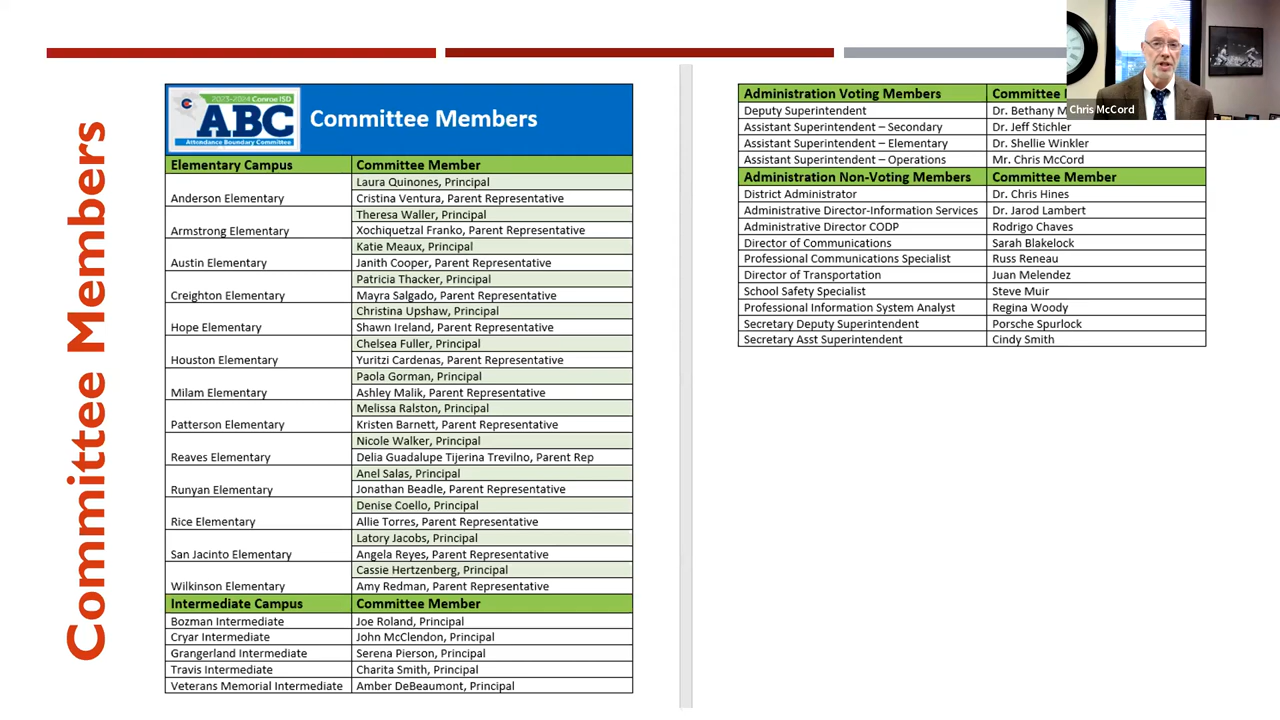 Committee Members
2023-2024 Conroe ISD
ABC
Attendance Boundary Committee
Committee Members
Elementary Campus Committee Member
Laura Quinones, Principal
Anderson Elementary Cristina Ventura, Parent Representative
Theresa Waller, Principal
Armstrong Elementary Xochiquetzal Franko, Parent Representative
Katie Meaux, Principal
Austin Elementary Janith Cooper, Parent Representative
Patricia Thacker, Principal
Creighton Elementary Mayra Salgado, Parent Representative
Christina Upshaw, Principal
Hope Elementary Shawn Ireland, Parent Representative
Chelsea Fuller, Principal
Houston Elementary Yuritzi Cardenas, Parent Representative
Paola Gorman, Principal
Milam Elementary Ashley Malik, Parent Representative
Melissa Ralston, Principal
Patterson Elementary Kristen Barnett, Parent Representative
Nicole Walker, Principal
Reaves Elementary Delia Guadalupe Tijerina Trevilno, Parent Rep
Anel Salas, Principal
Runyan Elementary Jonathan Beadle, Parent Representative
Denise Coello, Principal
Rice Elementary Allie Torres, Parent Representative
Latory Jacobs, Principal
San Jacinto Elementary Angela Reyes, Parent Representative
Cassie Hertzenberg, Principal
Wilkinson Elementary Amy Redman, Parent Representative
Intermediate Campus Committee Member
Bozman Intermediate Joe Roland, Principal
Cryar Intermediate John McClendon, Principal
Grangerland Intermediate Serena Pierson, Principal
Travis Intermediate Charita Smith, Principal
Veterans Memorial Intermediate Amber DeBeaumont, Principal
Administration Voting Members Committee
Deputy Superintendent Dr. Bethany
Assistant Superintendent – Secondary Dr. Jeff Stichler
Assistant Superintendent – Elementary Dr. Shellie Winkler
Assistant Superintendent – Operations Mr. Chris McCord
Administration Non-Voting Members Committee Member
District Administrator Dr. Chris Hines
Administrative Director-Information Services Dr. Jarod Lambert
Administrative Director CODP Rodrigo Chaves
Director of Communications Sarah Blakelock
Professional Communications Specialist Russ Reneau
Director of Transportation Juan Melendez
School Safety Specialist Steve Muir
Professional Information System Analyst Regina Woody
Secretary Deputy Superintendent Porsche Spurlock
Secretary Asst Superintendent Cindy Smith
Chris McCord